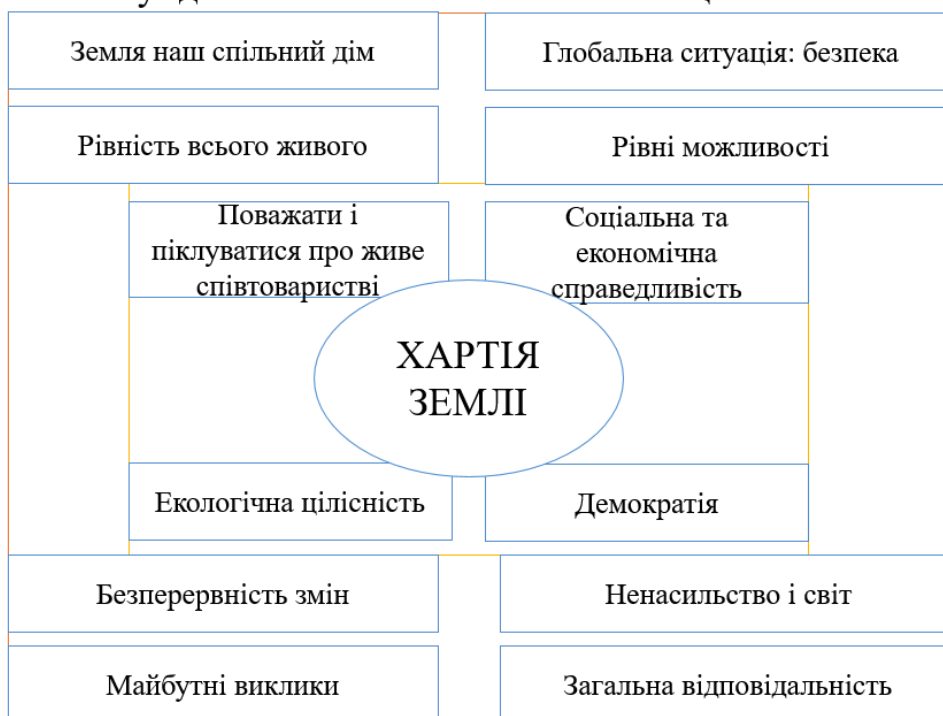 Земля наш спільний дім
Глобальна ситуація: безпека
Рівність всього живого
Рівні можливості
Поважати і
піклуватися про живе
співтоваристві
Соціальна та
економічна
справедливість
ХАРТІЯ
ЗЕМЛІ
Екологічна цілісність
Демократія
Безперервність змін
Ненасильство і світ
Майбутні виклики
Загальна відповідальність